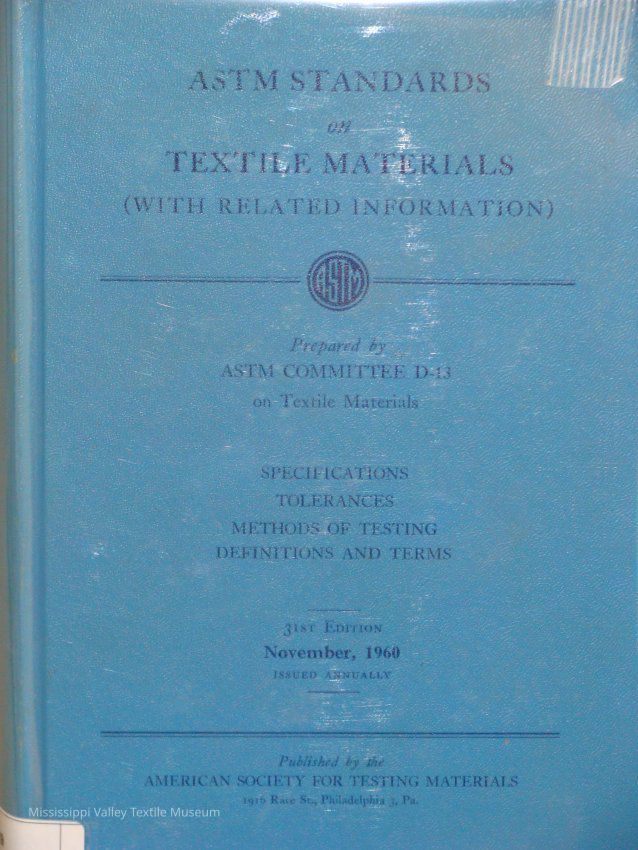 ASTM STANDARDS
on
TEXTILE MATERIALS
(WITH RELATED INFORMATION)
ASTM
Prepared by
ASTM COMMITTEE D-13
on Textile Materials
SPECIFICATIONS
TOLERANCES
METHODS OF TESTING
DEFINITIONS AND TERMS
31ST EDITION
November, 1960
ISSUED ANNUALLY
Published by the
AMERICAN SOCIETY FOR TESTING MATERIALS
1916 Race St., Philadelphia 3, Pa.
Mississippi Valley Textile Museum